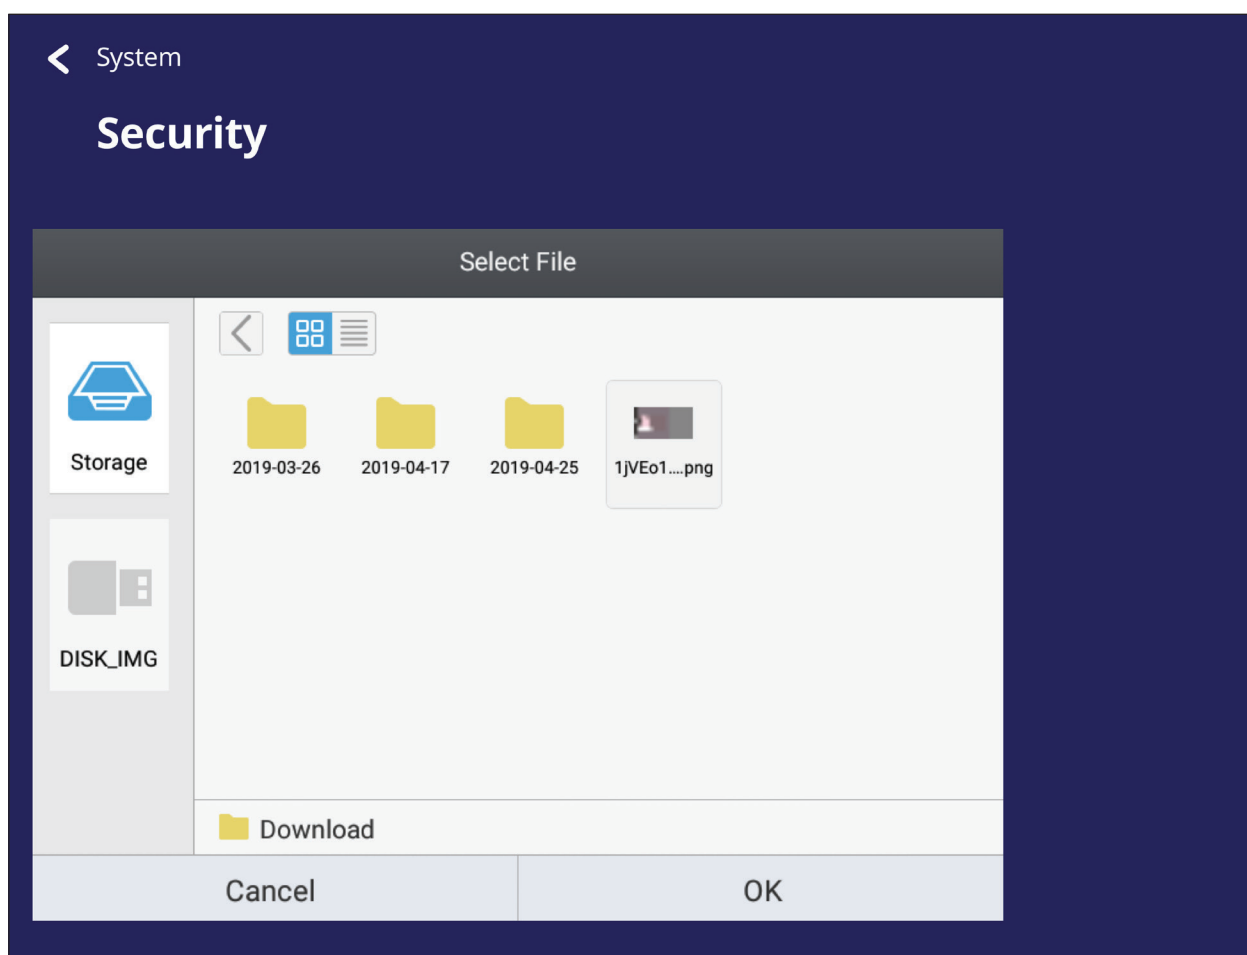 System
Security
Select File
Storage
2019-03-26
2019-04-17
2019-04-25
1jVEo1....png
DISK_IMG
Download
Cancel
OK